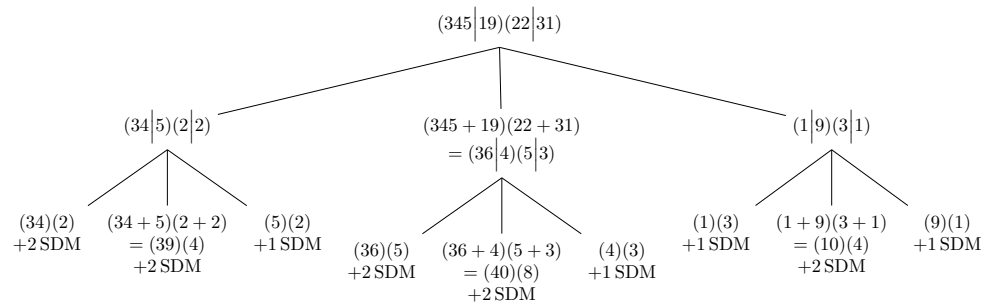 (345|19)(22|31)
(34|5)(2|2)
(345 + 19)(22 + 31)
= (36|4)(5|3)
(1|9)(3|1)
(34)(2)
+2 SDM
(34 + 5)(2 + 2)
= (39)(4)
+2 SDM
(5)(2)
+1 SDM
(36)(5)
+2 SDM
(36 + 4)(5 + 3)
= (40)(8)
+2 SDM
(4)(3)
+1 SDM
(1)(3)
+1 SDM
(1 + 9)(3 + 1)
= (10)(4)
+2 SDM
(9)(1)
+1 SDM